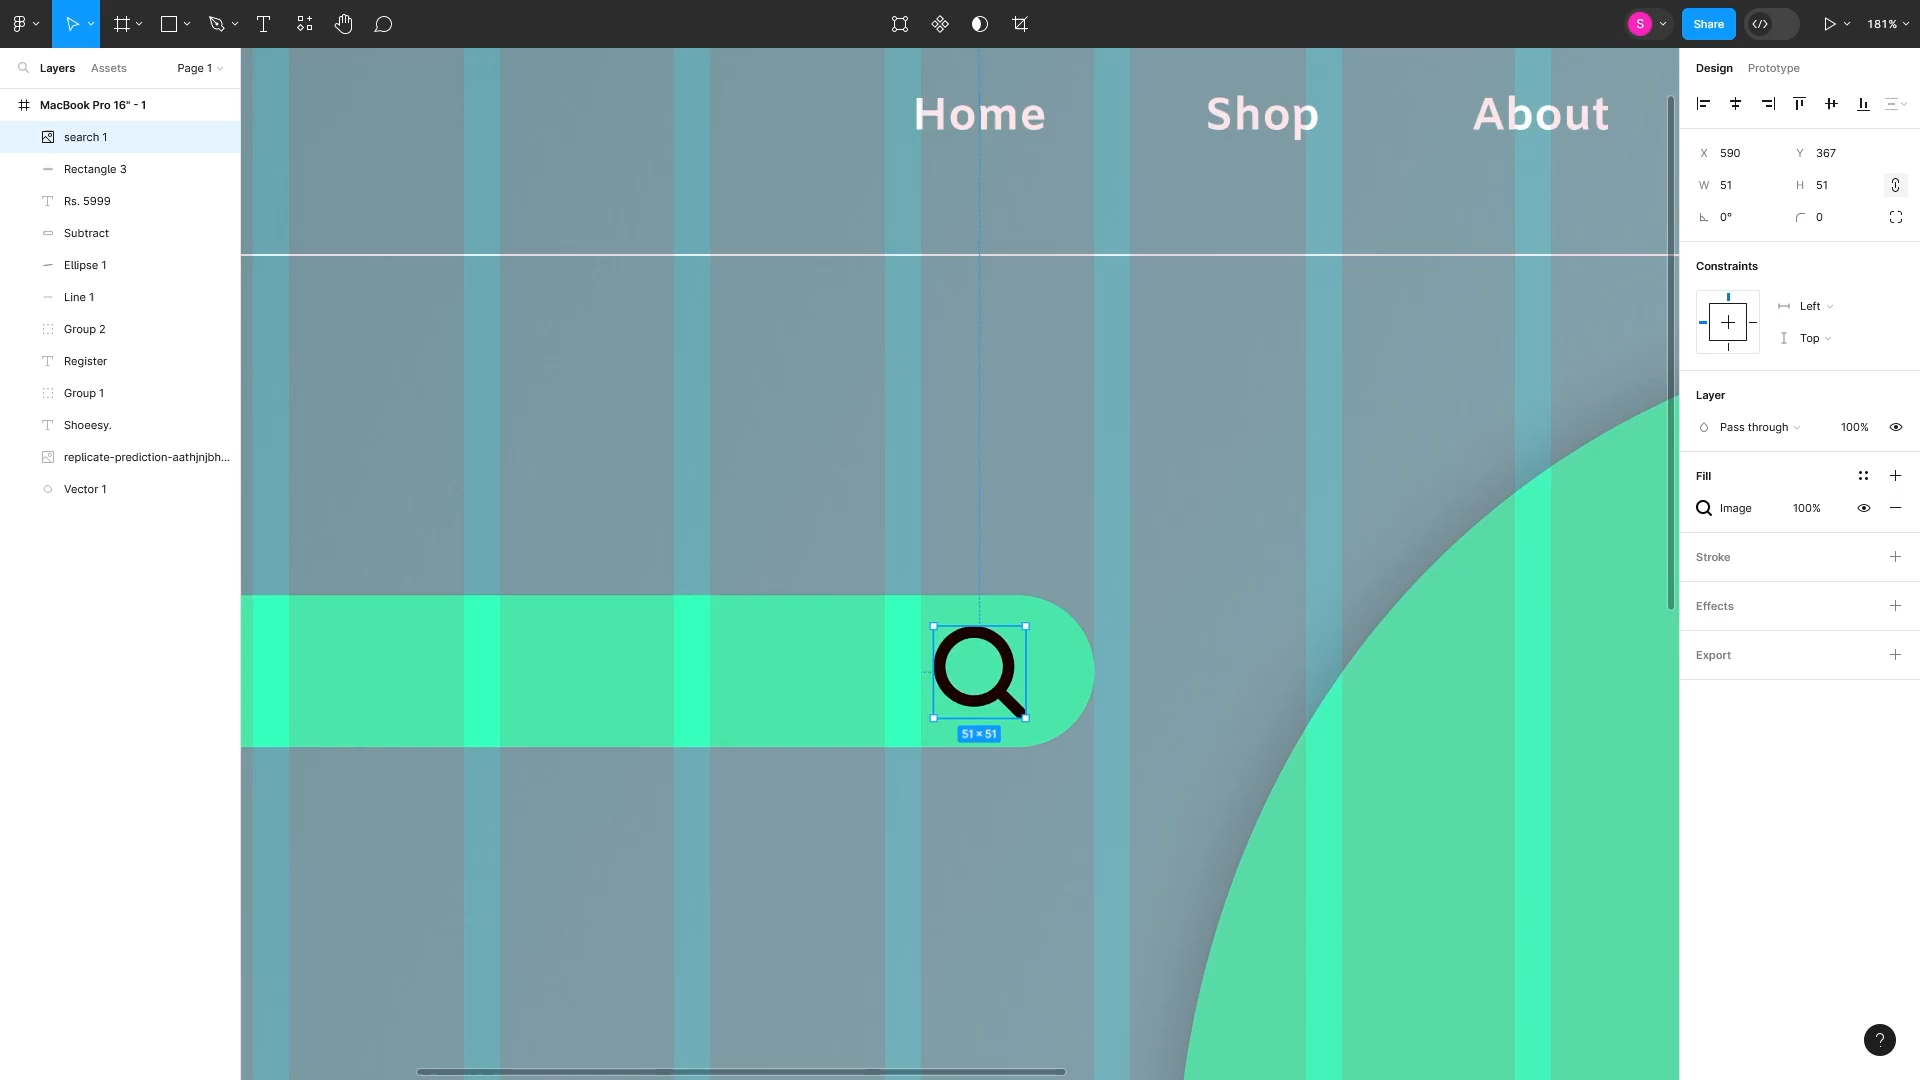 S
Share
181%
Layers
Assets
Page 1
MacBook Pro 16" - 1
search 1
Rectangle 3
Rs. 5999
Subtract
Ellipse 1
Line 1
Group 2
Register
Group 1
Shoeesy.
replicate-prediction-aathjnjbh...
Vector 1
Home
Shop
About
51 × 51
Design
Prototype
X 590 Y 367
W 51 H 51
0° 0
Constraints
Left
Top
Layer
Pass through 100%
Fill
Image 100%
Stroke
Effects
Export
?